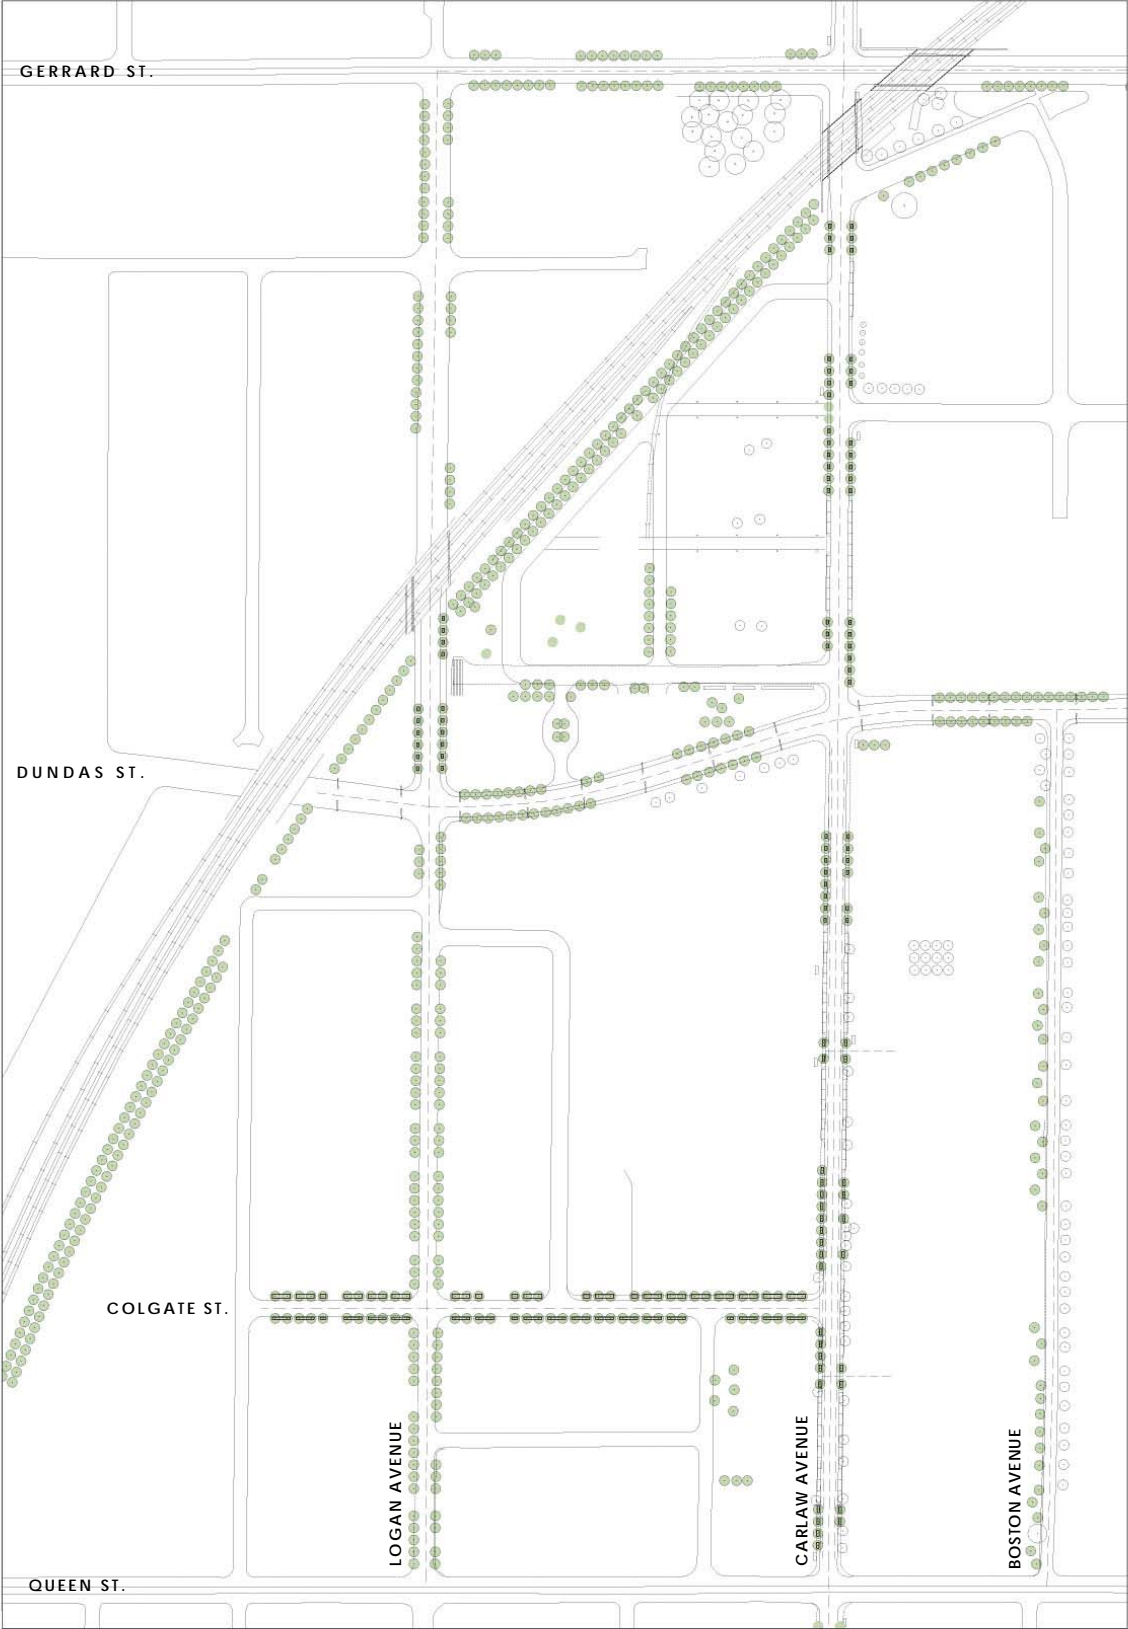 GERRARD ST.
DUNDAS ST.
COLGATE ST.
LOGAN AVENUE
CARLAW AVENUE
BOSTON AVENUE
QUEEN ST.